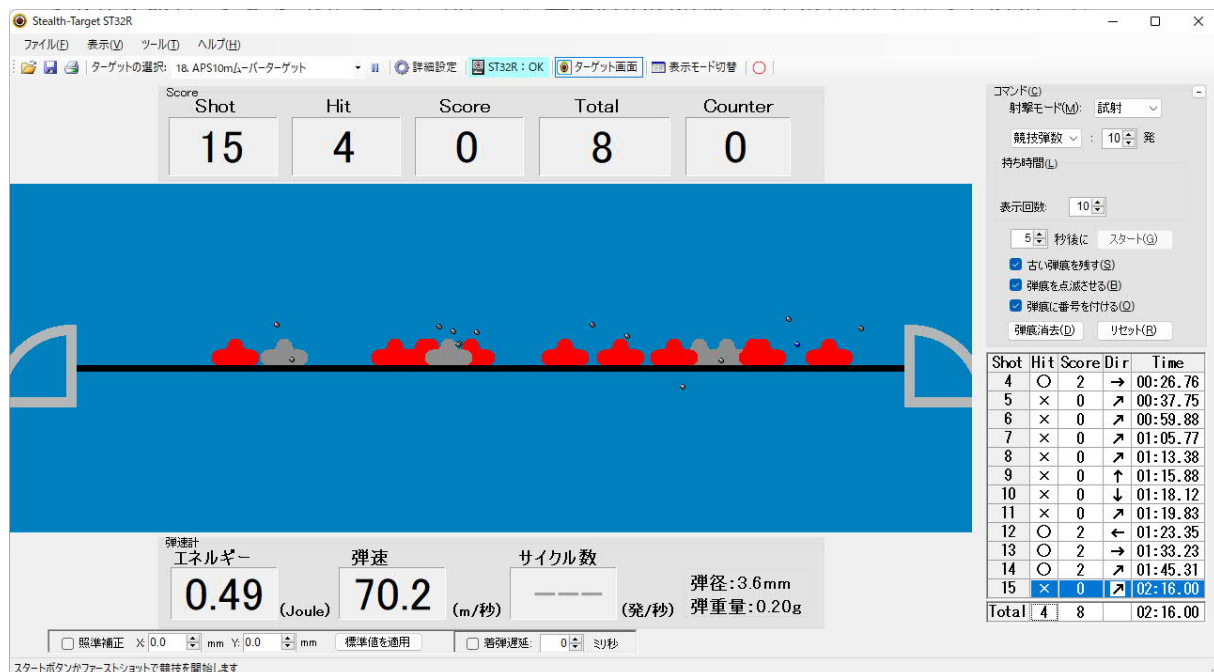 Stealth-Target ST32R
ファイル(F) 表示(V) ツール(T) ヘルプ(H)
ターゲットの選択: 18. APS10mムーバーターゲット 詳細設定 ST32R:OK ターゲット画面 表示モード切替
Score
Shot Hit Score Total Counter
15 4 0 8 0
コマンド(C)
射撃モード(M): 試射
競技弾数 : 10 発
持ち時間(L)
表示回数: 10
5 秒後に スタート(G)
古い弾痕を残す(S)
弾痕を点滅させる(B)
弾痕に番号を付ける(O)
弾痕消去(D) リセット(R)
Shot Hit Score Dir Time
4 ○ 2 → 00:26.76
5 × 0 ↗ 00:37.75
6 × 0 ↗ 00:59.88
7 × 0 ↗ 01:05.77
8 × 0 ↗ 01:13.38
9 × 0 ↑ 01:15.88
10 × 0 ↓ 01:18.12
11 × 0 ↗ 01:19.83
12 ○ 2 ← 01:23.35
13 ○ 2 → 01:33.23
14 ○ 2 ↗ 01:45.31
15 × 0 ↗ 02:16.00
Total 4 8 02:16.00
弾速計
エネルギー 弾速 サイクル数
0.49 (Joule) 70.2 (m/秒) --- (発/秒)
弾径:3.6mm
弾重量:0.20g
照準補正 X: 0.0 mm Y: 0.0 mm 標準値を適用 着弾遅延: 0 ミリ秒
スタートボタンかファーストショットで競技を開始します